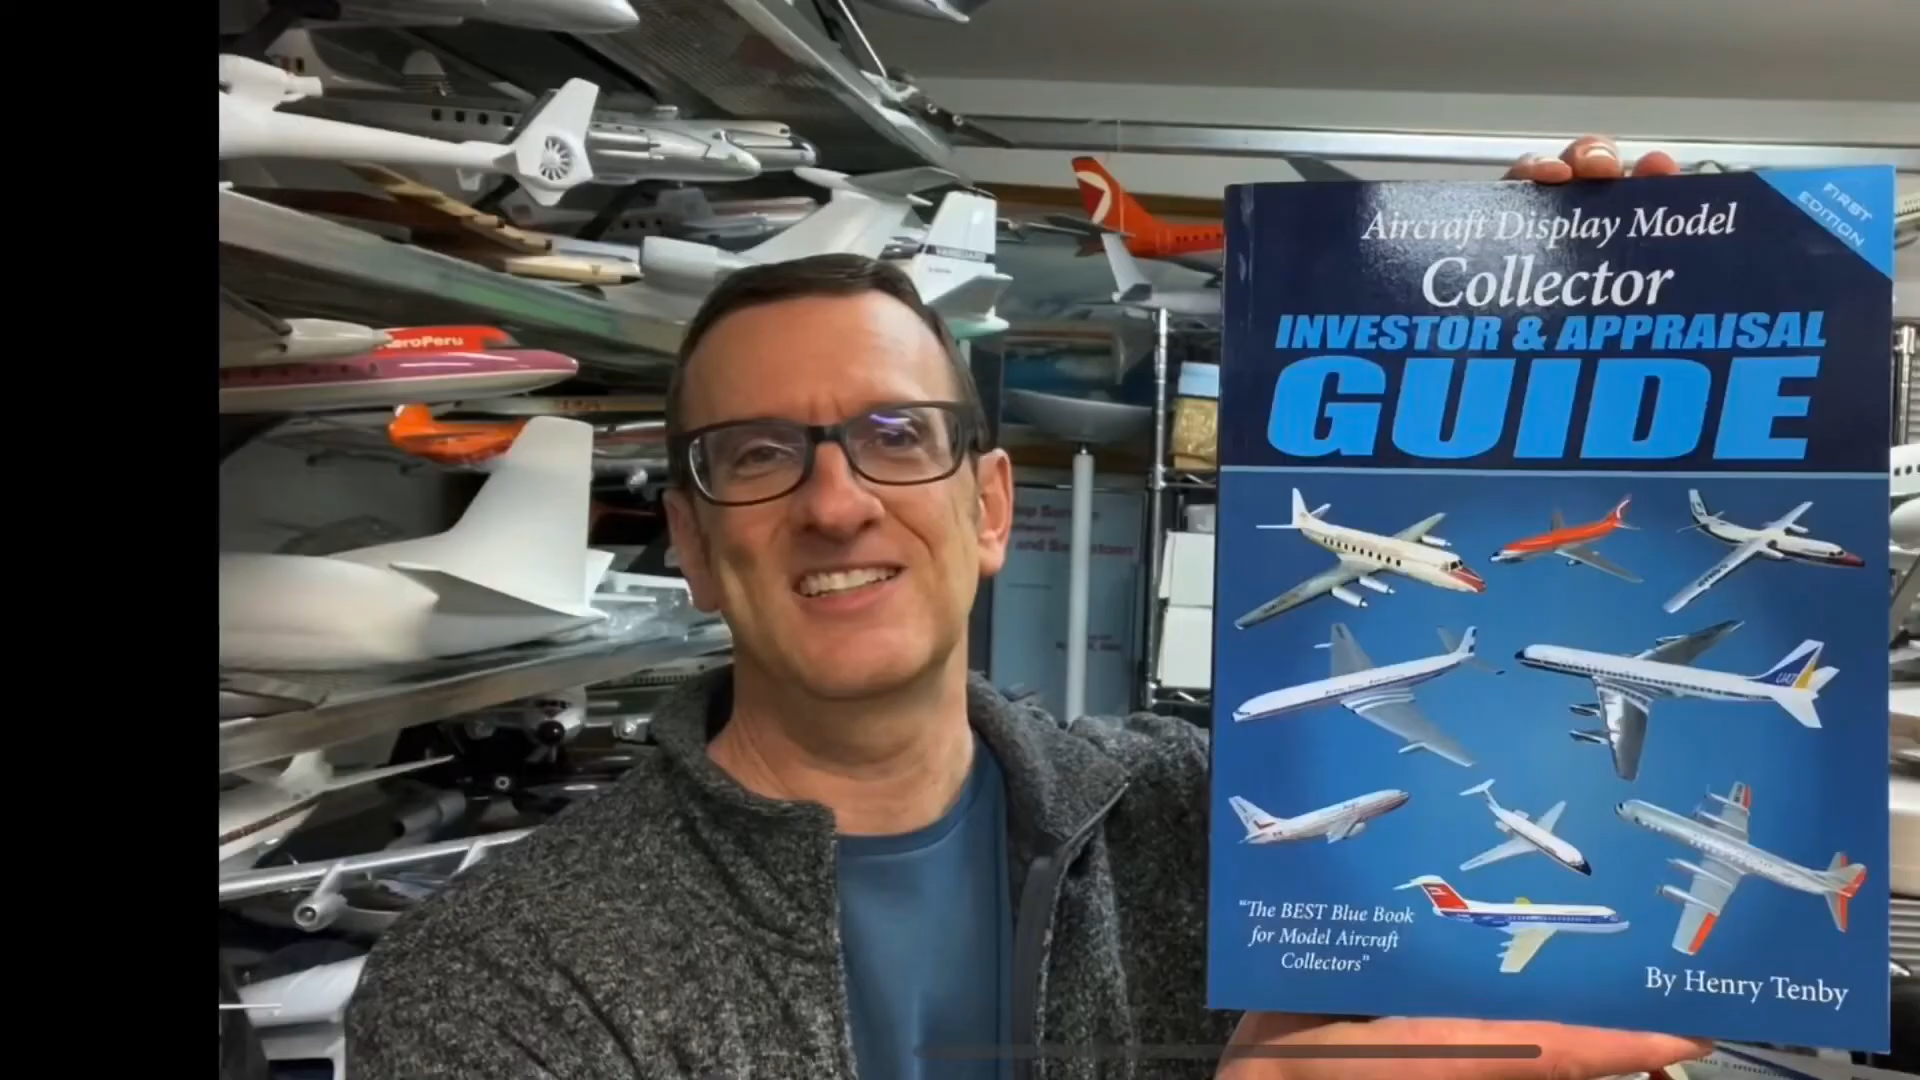 Aircraft Display Model
Collector
INVESTOR & APPRAISAL
GUIDE
FIRST
EDITION
"The BEST Blue Book
for Model Aircraft
Collectors"
By Henry Tenby
AeroPeru